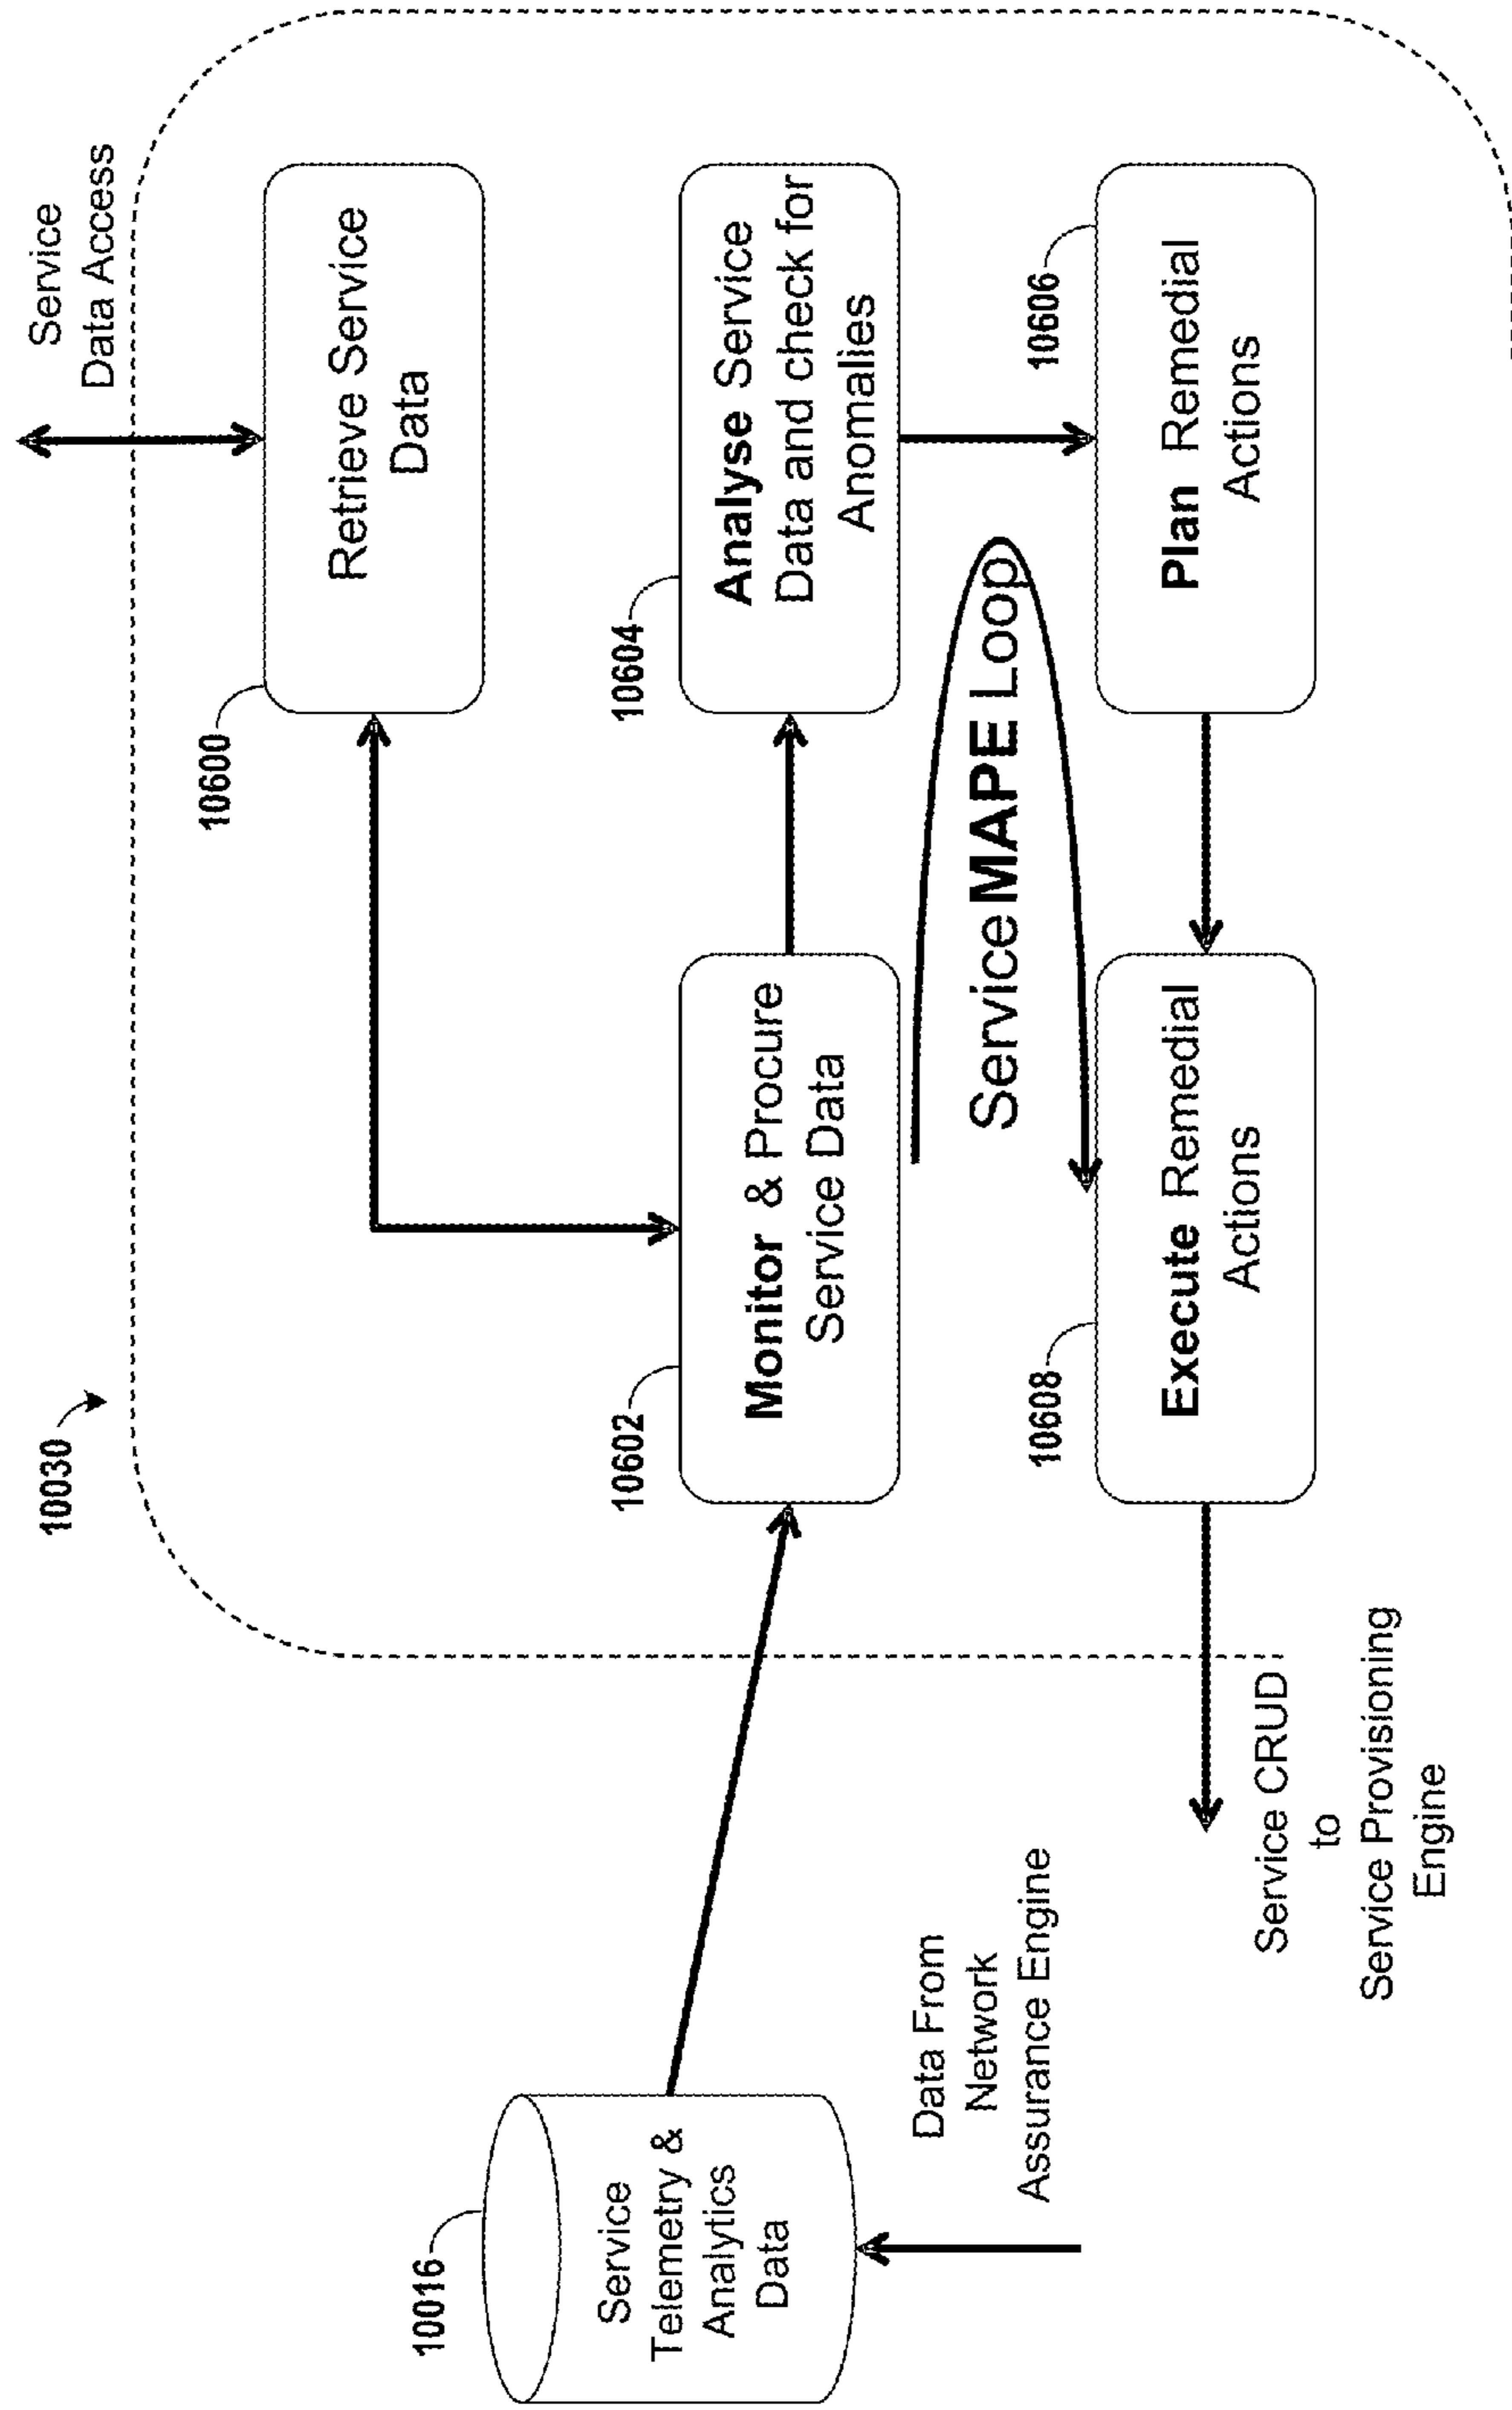 10030
Service
Data Access
10600
Retrieve Service
Data
10602
Monitor & Procure
Service Data
10604
Analyse Service
Data and check for
Anomalies
Service MAPE Loop
10608
Execute Remedial
Actions
10606
Plan Remedial
Actions
10016
Service
Telemetry &
Analytics
Data
Data From
Network
Assurance Engine
Service CRUD
to
Service Provisioning
Engine